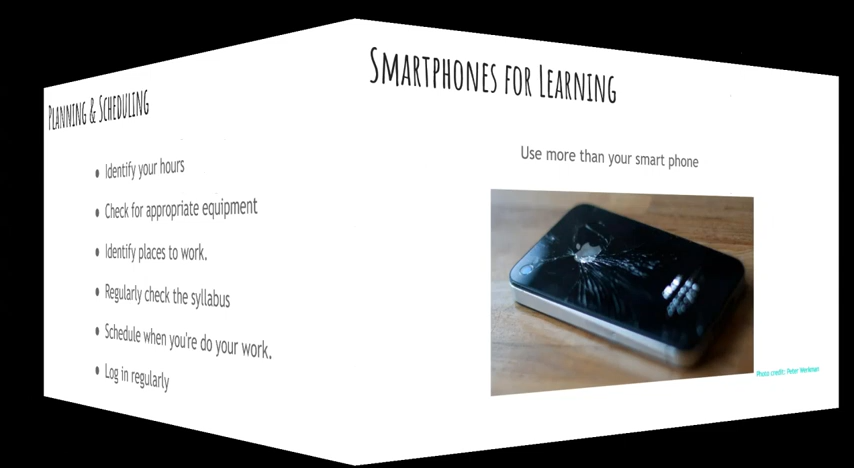 Planning & Scheduling
Identify your hours
Check for appropriate equipment
Identify places to work.
Regularly check the syllabus
Schedule when you're do your work.
Log in regularly
Smartphones for Learning
Use more than your smart phone
Photo credit: Peter Werkman